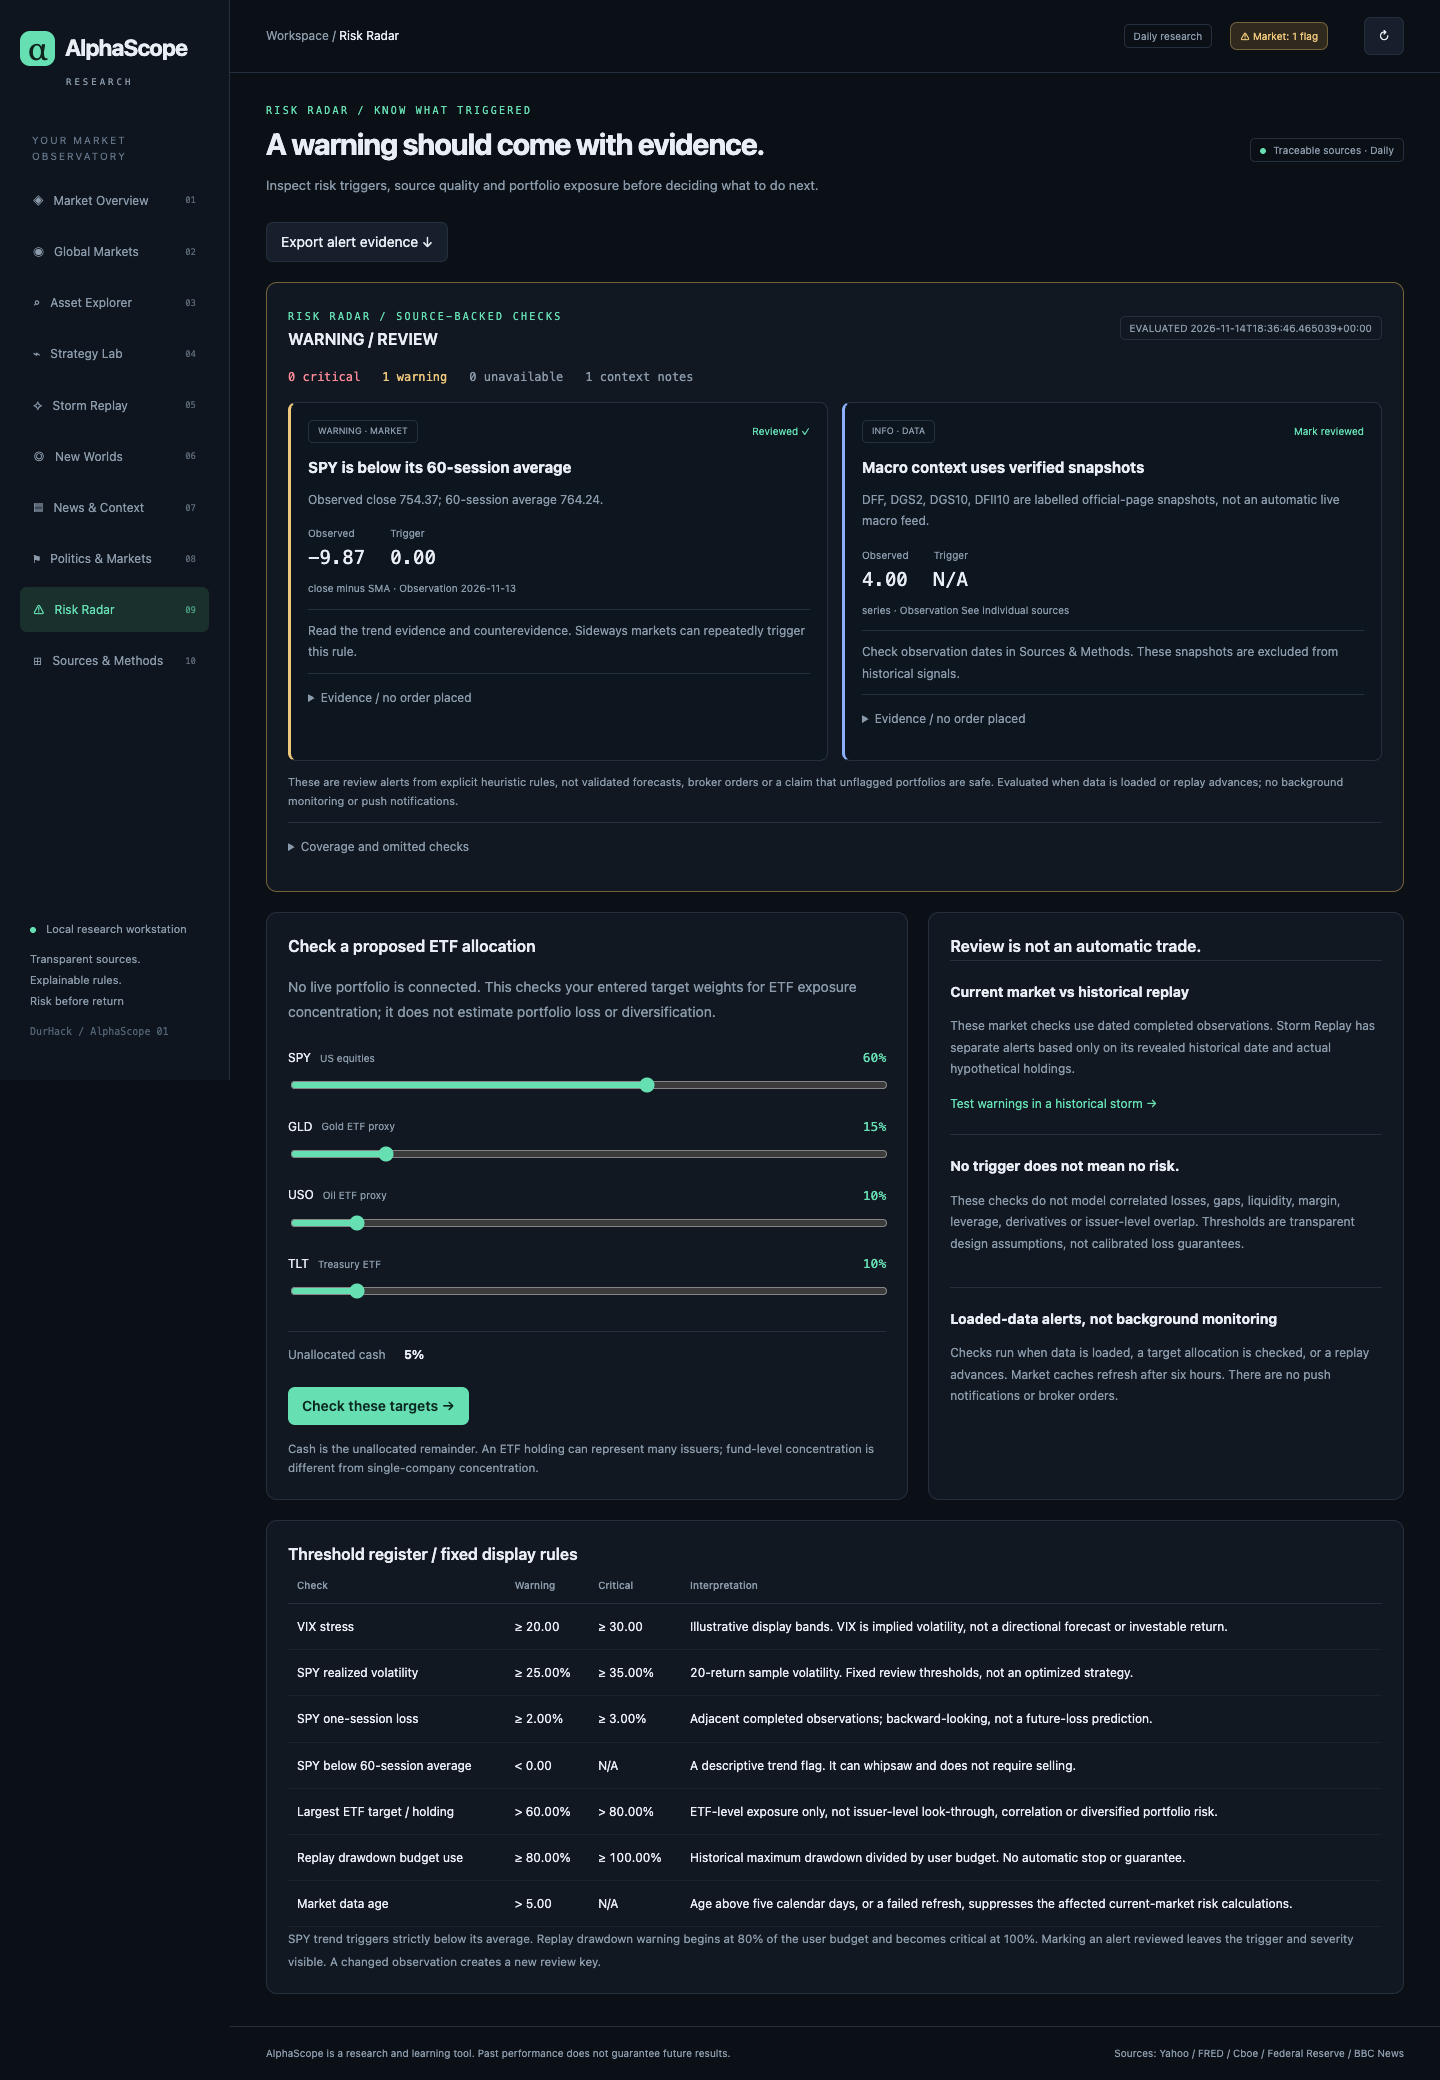 α AlphaScope
RESEARCH
YOUR MARKET
OBSERVATORY
Market Overview 01
Global Markets 02
Asset Explorer 03
Strategy Lab 04
Storm Replay 05
New Worlds 06
News & Context 07
Politics & Markets 08
Risk Radar 09
Sources & Methods 10
Local research workstation
Transparent sources.
Explainable rules.
Risk before return
DurHack / AlphaScope 01
Workspace / Risk Radar
Daily research
⚠ Market: 1 flag
↻
RISK RADAR / KNOW WHAT TRIGGERED
A warning should come with evidence.
Traceable sources · Daily
Inspect risk triggers, source quality and portfolio exposure before deciding what to do next.
Export alert evidence ↓
RISK RADAR / SOURCE–BACKED CHECKS
WARNING / REVIEW
EVALUATED 2026-11-14T18:36:46.465039+00:00
0 critical 1 warning 0 unavailable 1 context notes
WARNING · MARKET
Reviewed ✓
SPY is below its 60-session average
Observed close 754.37; 60-session average 764.24.
Observed Trigger
−9.87 0.00
close minus SMA · Observation 2026-11-13
Read the trend evidence and counterevidence. Sideways markets can repeatedly trigger
this rule.
▶ Evidence / no order placed
INFO · DATA
Mark reviewed
Macro context uses verified snapshots
DFF, DGS2, DGS10, DFII10 are labelled official-page snapshots, not an automatic live
macro feed.
Observed Trigger
4.00 N/A
series · Observation See individual sources
Check observation dates in Sources & Methods. These snapshots are excluded from
historical signals.
▶ Evidence / no order placed
These are review alerts from explicit heuristic rules, not validated forecasts, broker orders or a claim that unflagged portfolios are safe. Evaluated when data is loaded or replay advances; no background
monitoring or push notifications.
▶ Coverage and omitted checks
Check a proposed ETF allocation
No live portfolio is connected. This checks your entered target weights for ETF exposure
concentration; it does not estimate portfolio loss or diversification.
SPY US equities 60%
GLD Gold ETF proxy 15%
USO Oil ETF proxy 10%
TLT Treasury ETF 10%
Unallocated cash 5%
Check these targets →
Cash is the unallocated remainder. An ETF holding can represent many issuers; fund-level concentration is
different from single-company concentration.
Review is not an automatic trade.
Current market vs historical replay
These market checks use dated completed observations. Storm Replay has
separate alerts based only on its revealed historical date and actual
hypothetical holdings.
Test warnings in a historical storm →
No trigger does not mean no risk.
These checks do not model correlated losses, gaps, liquidity, margin,
leverage, derivatives or issuer-level overlap. Thresholds are transparent
design assumptions, not calibrated loss guarantees.
Loaded-data alerts, not background monitoring
Checks run when data is loaded, a target allocation is checked, or a replay
advances. Market caches refresh after six hours. There are no push
notifications or broker orders.
Threshold register / fixed display rules
Check Warning Critical Interpretation
VIX stress ≥ 20.00 ≥ 30.00 Illustrative display bands. VIX is implied volatility, not a directional forecast or investable return.
SPY realized volatility ≥ 25.00% ≥ 35.00% 20-return sample volatility. Fixed review thresholds, not an optimized strategy.
SPY one-session loss ≥ 2.00% ≥ 3.00% Adjacent completed observations; backward-looking, not a future-loss prediction.
SPY below 60-session average < 0.00 N/A A descriptive trend flag. It can whipsaw and does not require selling.
Largest ETF target / holding > 60.00% > 80.00% ETF-level exposure only, not issuer-level look-through, correlation or diversified portfolio risk.
Replay drawdown budget use ≥ 80.00% ≥ 100.00% Historical maximum drawdown divided by user budget. No automatic stop or guarantee.
Market data age > 5.00 N/A Age above five calendar days, or a failed refresh, suppresses the affected current-market risk calculations.
SPY trend triggers strictly below its average. Replay drawdown warning begins at 80% of the user budget and becomes critical at 100%. Marking an alert reviewed leaves the trigger and severity
visible. A changed observation creates a new review key.
AlphaScope is a research and learning tool. Past performance does not guarantee future results.
Sources: Yahoo / FRED / Cboe / Federal Reserve / BBC News